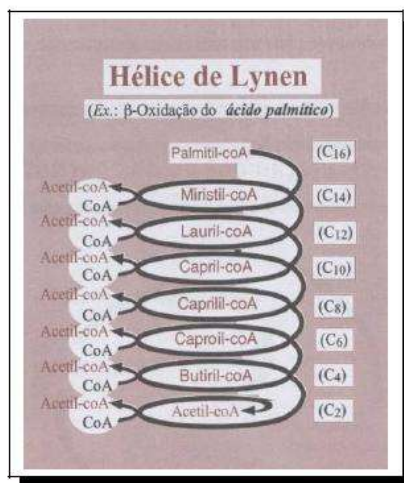 Hélice de Lynen
(Ex.: β-Oxidação do ácido palmítico)
Palmitil-coA (C16)
Acetil-coA
CoA Miristil-coA (C14)
Acetil-coA
CoA Lauril-coA (C12)
Acetil-coA
CoA Capril-coA (C10)
Acetil-coA
CoA Caprilil-coA (C8)
Acetil-coA
CoA Caproil-coA (C6)
Acetil-coA
CoA Butiril-coA (C4)
Acetil-coA
CoA Acetil-coA (C2)